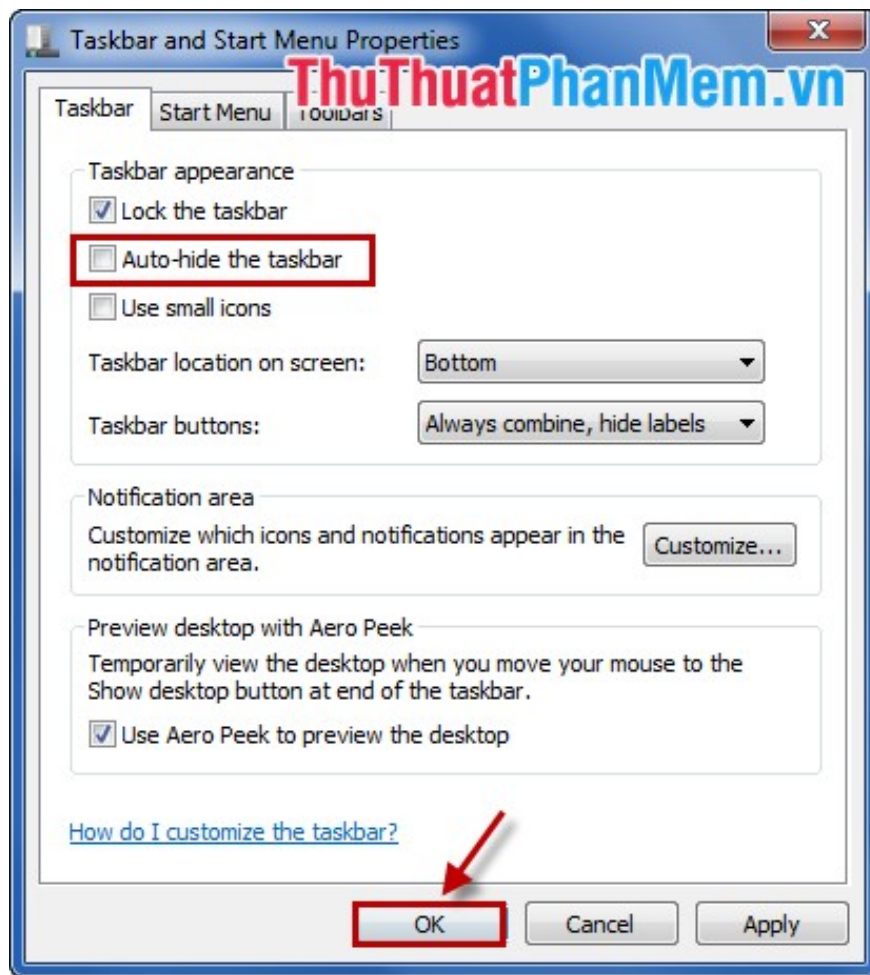 Taskbar and Start Menu Properties
x
ThuThuatPhanMem.vn
Taskbar
Start Menu
Toolbars
Taskbar appearance
Lock the taskbar
Auto-hide the taskbar
Use small icons
Taskbar location on screen:
Bottom
Taskbar buttons:
Always combine, hide labels
Notification area
Customize which icons and notifications appear in the
notification area.
Customize...
Preview desktop with Aero Peek
Temporarily view the desktop when you move your mouse to the
Show desktop button at end of the taskbar.
Use Aero Peek to preview the desktop
How do I customize the taskbar?
OK
Cancel
Apply